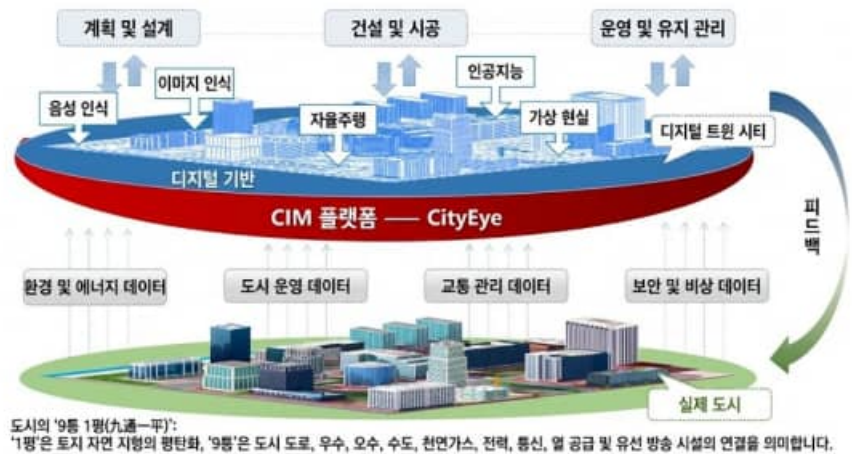 계획 및 설계
건설 및 시공
운영 및 유지 관리
음성 인식
이미지 인식
자율주행
인공지능
가상 현실
디지털 트윈 시티
디지털 기반
CIM 플랫폼 —— CityEye
피드백
환경 및 에너지 데이터
도시 운영 데이터
교통 관리 데이터
보안 및 비상 데이터
실제 도시
도시의 ‘9통 1평(九通一平)’:
‘1평’은 토지 자연 지형의 평탄화, ‘9통’은 도시 도로, 우수, 오수, 수도, 천연가스, 전력, 통신, 열 공급 및 유선 방송 시설의 연결을 의미합니다.